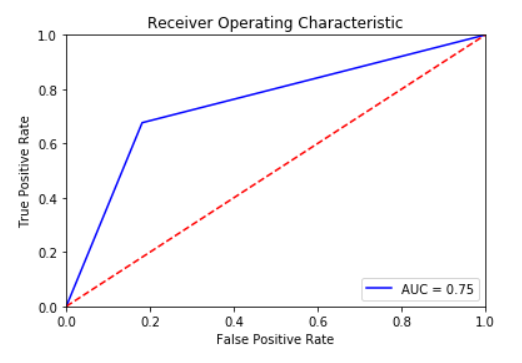 Receiver Operating Characteristic
True Positive Rate
1.0
0.8
0.6
0.4
0.2
0.0
AUC = 0.75
0.0 0.2 0.4 0.6 0.8 1.0
False Positive Rate